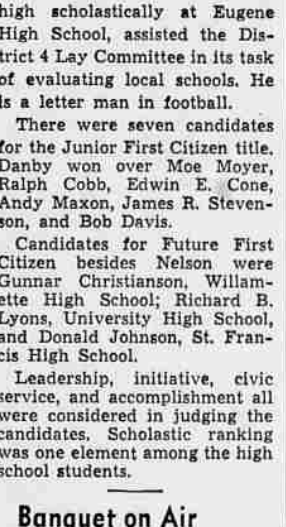 high scholastically at Eugene
High School, assisted the Dis-
trict 4 Lay Committee in its task
of evaluating local schools. He
is a letter man in football.
There were seven candidates
for the Junior First Citizen title.
Danby won over Moe Moyer,
Ralph Cobb, Edwin E. Cone,
Andy Maxon, James R. Steven-
son, and Bob Davis.
Candidates for Future First
Citizen besides Nelson were
Gunnar Christianson, Willam-
ette High School; Richard B.
Lyons, University High School,
and Donald Johnson, St. Fran-
cis High School.
Leadership, initiative, civic
service, and accomplishment all
were considered in judging the
candidates. Scholastic ranking
was one element among the high
school students.
Banquet on Air